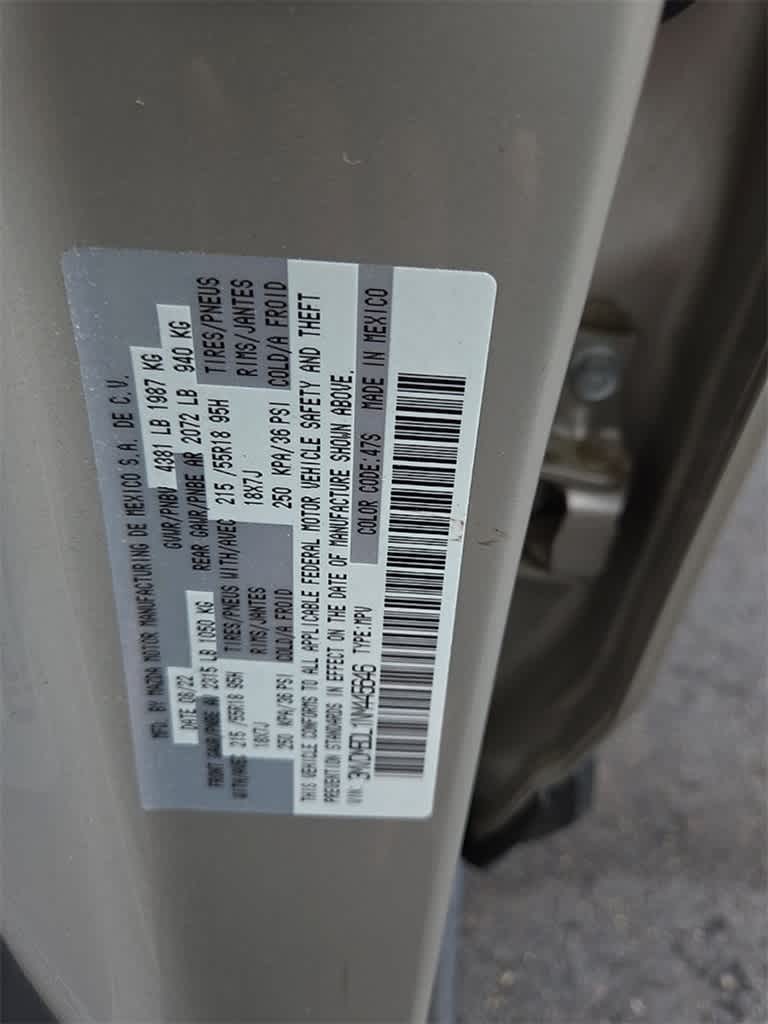 MFD. BY MAZDA MOTOR MANUFACTURING DE MEXICO S.A. DE C.V.
DATE 08/22 GVWR/PNBV 4381 LB 1987 KG
FRONT GAWR/PNBE AV 2315 LB 1050 KG REAR GAWR/PNBE AR 2072 LB 940 KG
WITH/AVEC 215 /55R18 95H TIRES/PNEUS WITH/AVEC 215 /55R18 95H TIRES/PNEUS
18X7J RIMS/JANTES 18X7J RIMS/JANTES
250 KPA/36 PSI COLD/A FROID 250 KPA/36 PSI COLD/A FROID
THIS VEHICLE CONFORMS TO ALL APPLICABLE FEDERAL MOTOR VEHICLE SAFETY AND THEFT
PREVENTION STANDARDS IN EFFECT ON THE DATE OF MANUFACTURE SHOWN ABOVE.
VIN: 3MVDMBDL1NM445646 TYPE:MPV COLOR CODE:47S MADE IN MEXICO